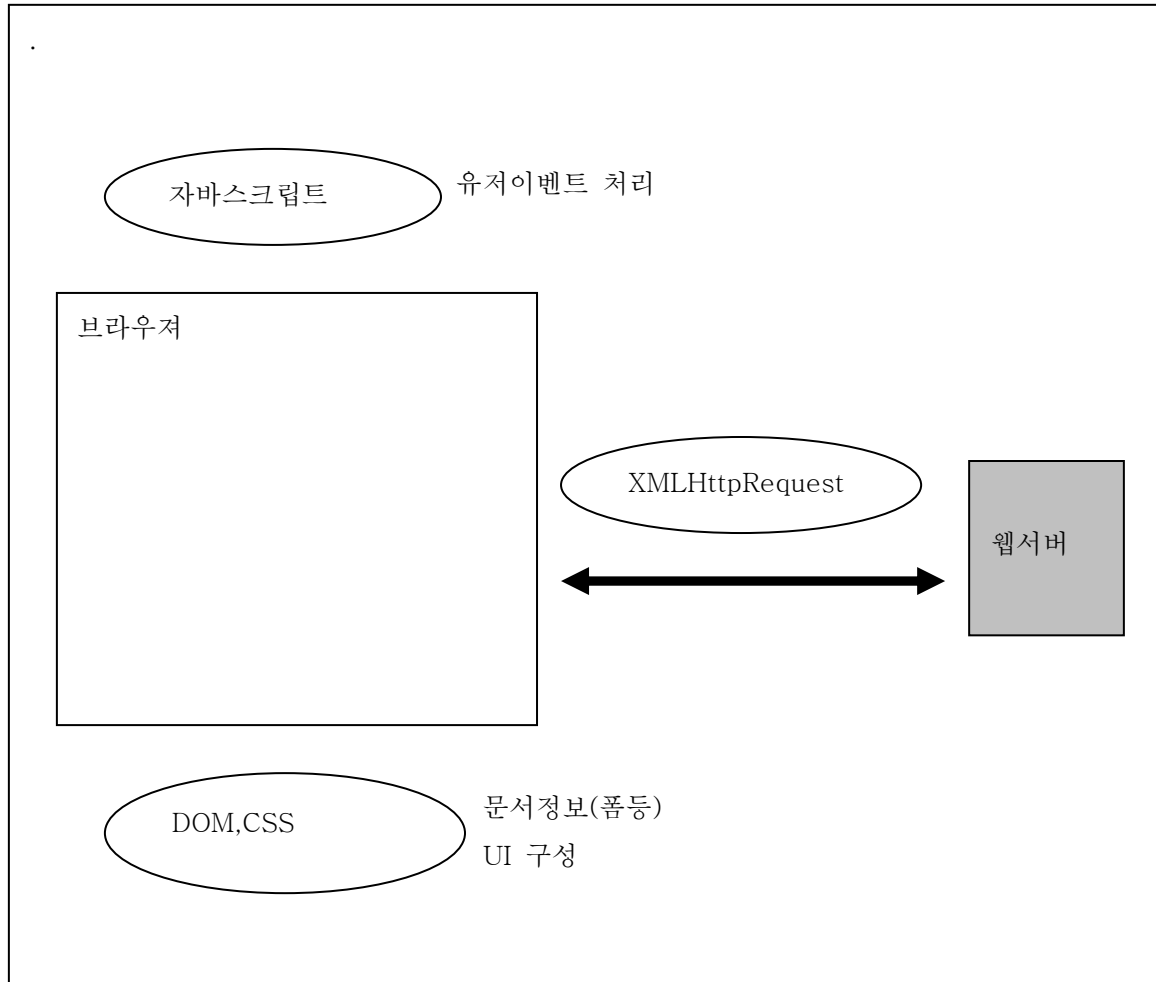 .
자바스크립트
유저이벤트 처리
브라우져
XMLHttpRequest
웹서버
DOM,CSS
문서정보(폼등)
UI 구성